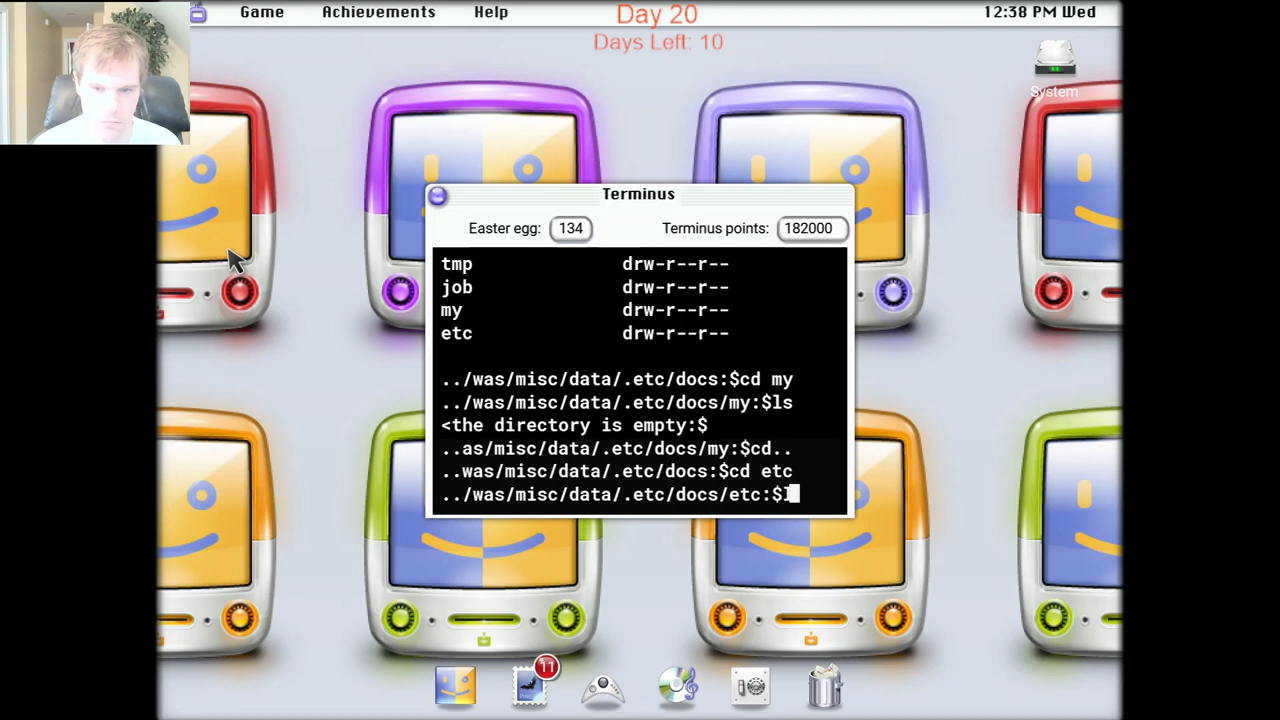 Game Achievements Help Day 20 12:38 PM Wed
Days Left: 10
System
Terminus
Easter egg: 134 Terminus points: 182000
tmp drw-r--r--
job drw-r--r--
my drw-r--r--
etc drw-r--r--
../was/misc/data/.etc/docs:$cd my
../was/misc/data/.etc/docs/my:$ls
<the directory is empty:$
..as/misc/data/.etc/docs/my:$cd..
..was/misc/data/.etc/docs:$cd etc
../was/misc/data/.etc/docs/etc:$l
11